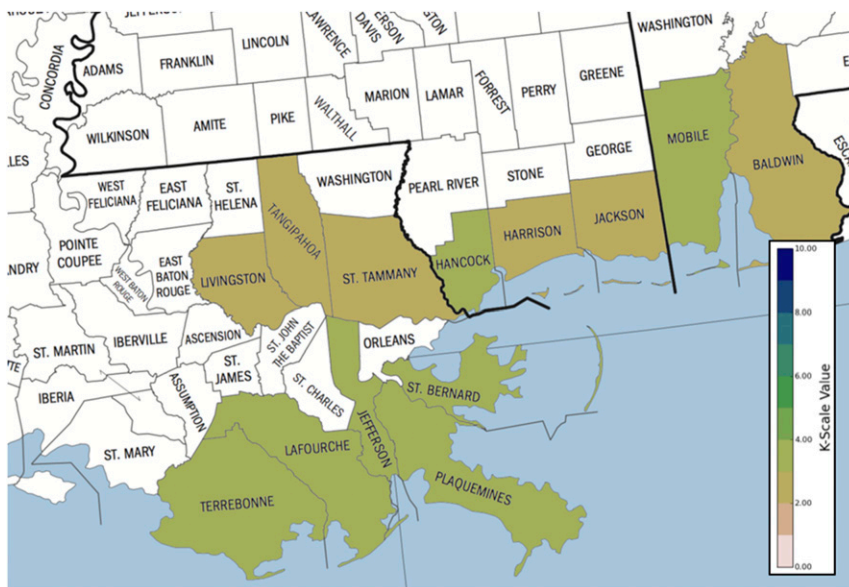 CONCORDIA
ADAMS
FRANKLIN
LINCOLN
LAWRENCE
DAVIS
WILKINSON
AMITE
PIKE
WALTHALL
MARION
LAMAR
FORREST
PERRY
GREENE
WASHINGTON
WEST
FELICIANA
EAST
FELICIANA
ST.
HELENA
TANGIPAHOA
WASHINGTON
PEARL RIVER
STONE
GEORGE
MOBILE
BALDWIN
POINTE
COUPEE
WEST BATON
ROUGE
EAST
BATON
ROUGE
LIVINGSTON
ST. TAMMANY
HANCOCK
HARRISON
JACKSON
ST. MARTIN
IBERVILLE
ASCENSION
ST. JOHN
THE BAPTIST
ORLEANS
IBERIA
ASSUMPTION
ST.
JAMES
ST. CHARLES
ST. BERNARD
ST. MARY
LAFOURCHE
JEFFERSON
TERREBONNE
PLAQUEMINES
10.00
8.00
6.00
4.00
2.00
0.00
K-Scale Value